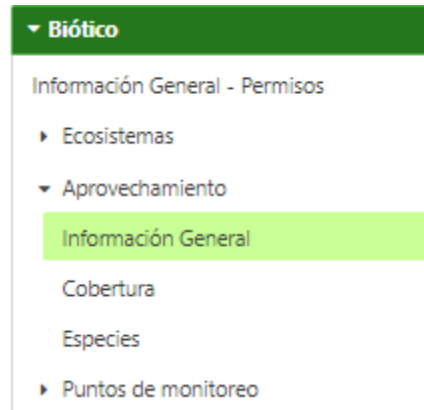 Biótico
Información General - Permisos
Ecosistemas
Aprovechamiento
Información General
Cobertura
Especies
Puntos de monitoreo